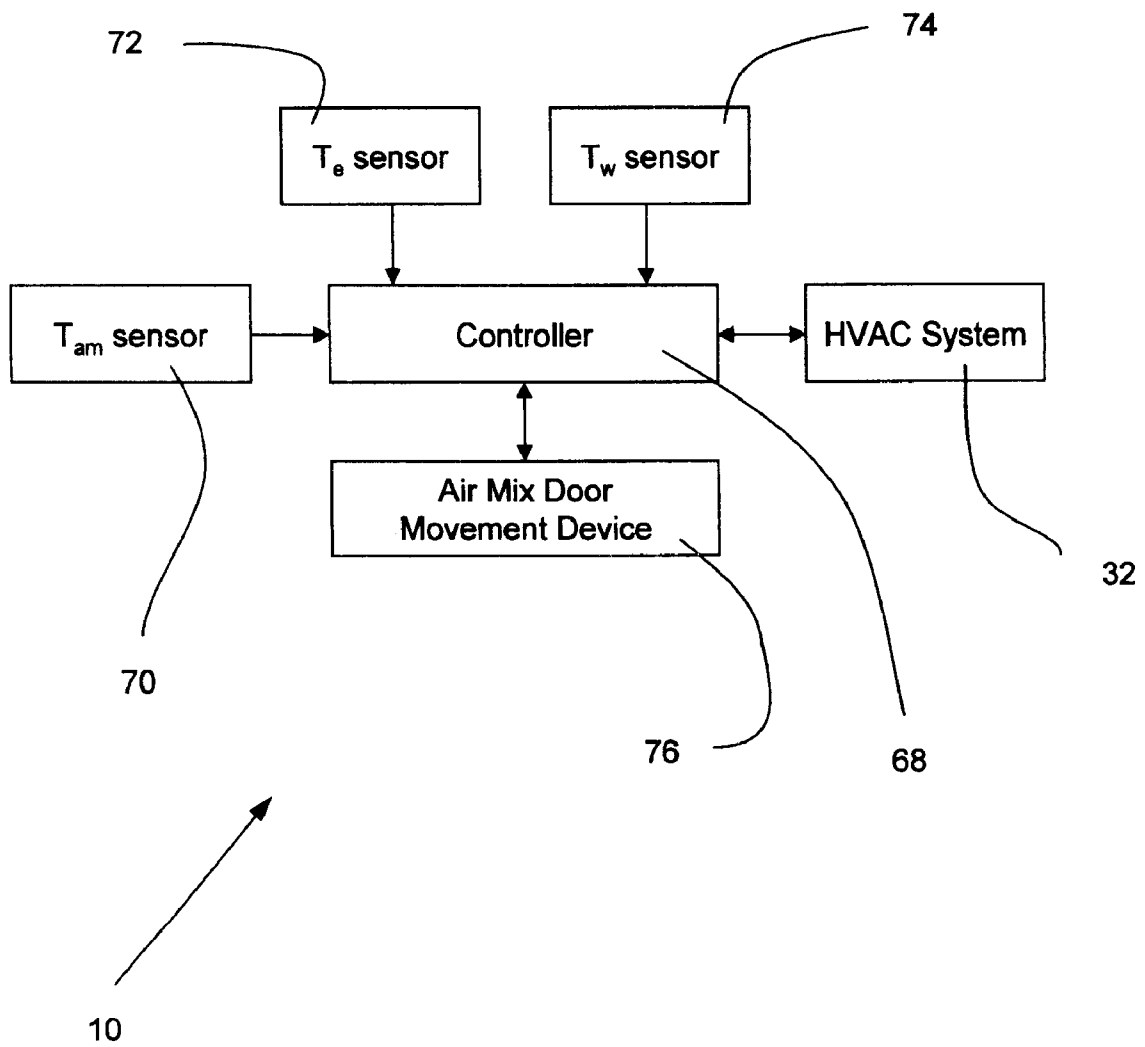 72
74
Te sensor
Tw sensor
Tam sensor
Controller
HVAC System
Air Mix Door
Movement Device
32
70
76
68
10